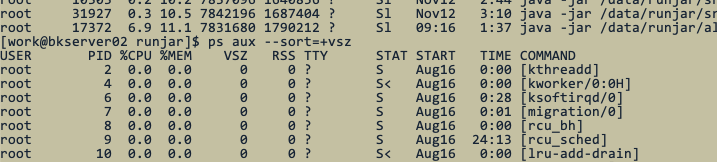 root 10505 0.2 10.2 7857096 1640836 ? Sl Nov12 2:44 java -jar /data/runjar/
root 31927 0.3 10.5 7842196 1687404 ? Sl Nov12 3:10 java -jar /data/runjar/sr
root 17372 6.9 11.1 7831680 1790212 ? Sl 09:16 1:37 java -jar /data/runjar/al
[work@bkserver02 runjar]$ ps aux --sort=+vsz
USER PID %CPU %MEM VSZ RSS TTY STAT START TIME COMMAND
root 2 0.0 0.0 0 0 ? S Aug16 0:00 [kthreadd]
root 4 0.0 0.0 0 0 ? S< Aug16 0:00 [kworker/0:0H]
root 6 0.0 0.0 0 0 ? S Aug16 0:28 [ksoftirqd/0]
root 7 0.0 0.0 0 0 ? S Aug16 0:01 [migration/0]
root 8 0.0 0.0 0 0 ? S Aug16 0:00 [rcu_bh]
root 9 0.0 0.0 0 0 ? S Aug16 24:13 [rcu_sched]
root 10 0.0 0.0 0 0 ? S< Aug16 0:00 [lru-add-drain]